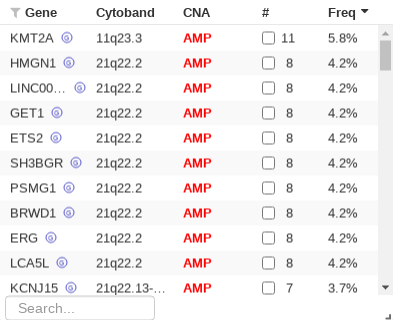 Gene Cytoband CNA # Freq
KMT2A G 11q23.3 AMP 11 5.8%
HMGN1 G 21q22.2 AMP 8 4.2%
LINC00... G 21q22.2 AMP 8 4.2%
GET1 G 21q22.2 AMP 8 4.2%
ETS2 G 21q22.2 AMP 8 4.2%
SH3BGR G 21q22.2 AMP 8 4.2%
PSMG1 G 21q22.2 AMP 8 4.2%
BRWD1 G 21q22.2 AMP 8 4.2%
ERG G 21q22.2 AMP 8 4.2%
LCA5L G 21q22.2 AMP 8 4.2%
KCNJ15 G 21q22.13-... AMP 7 3.7%
Search...